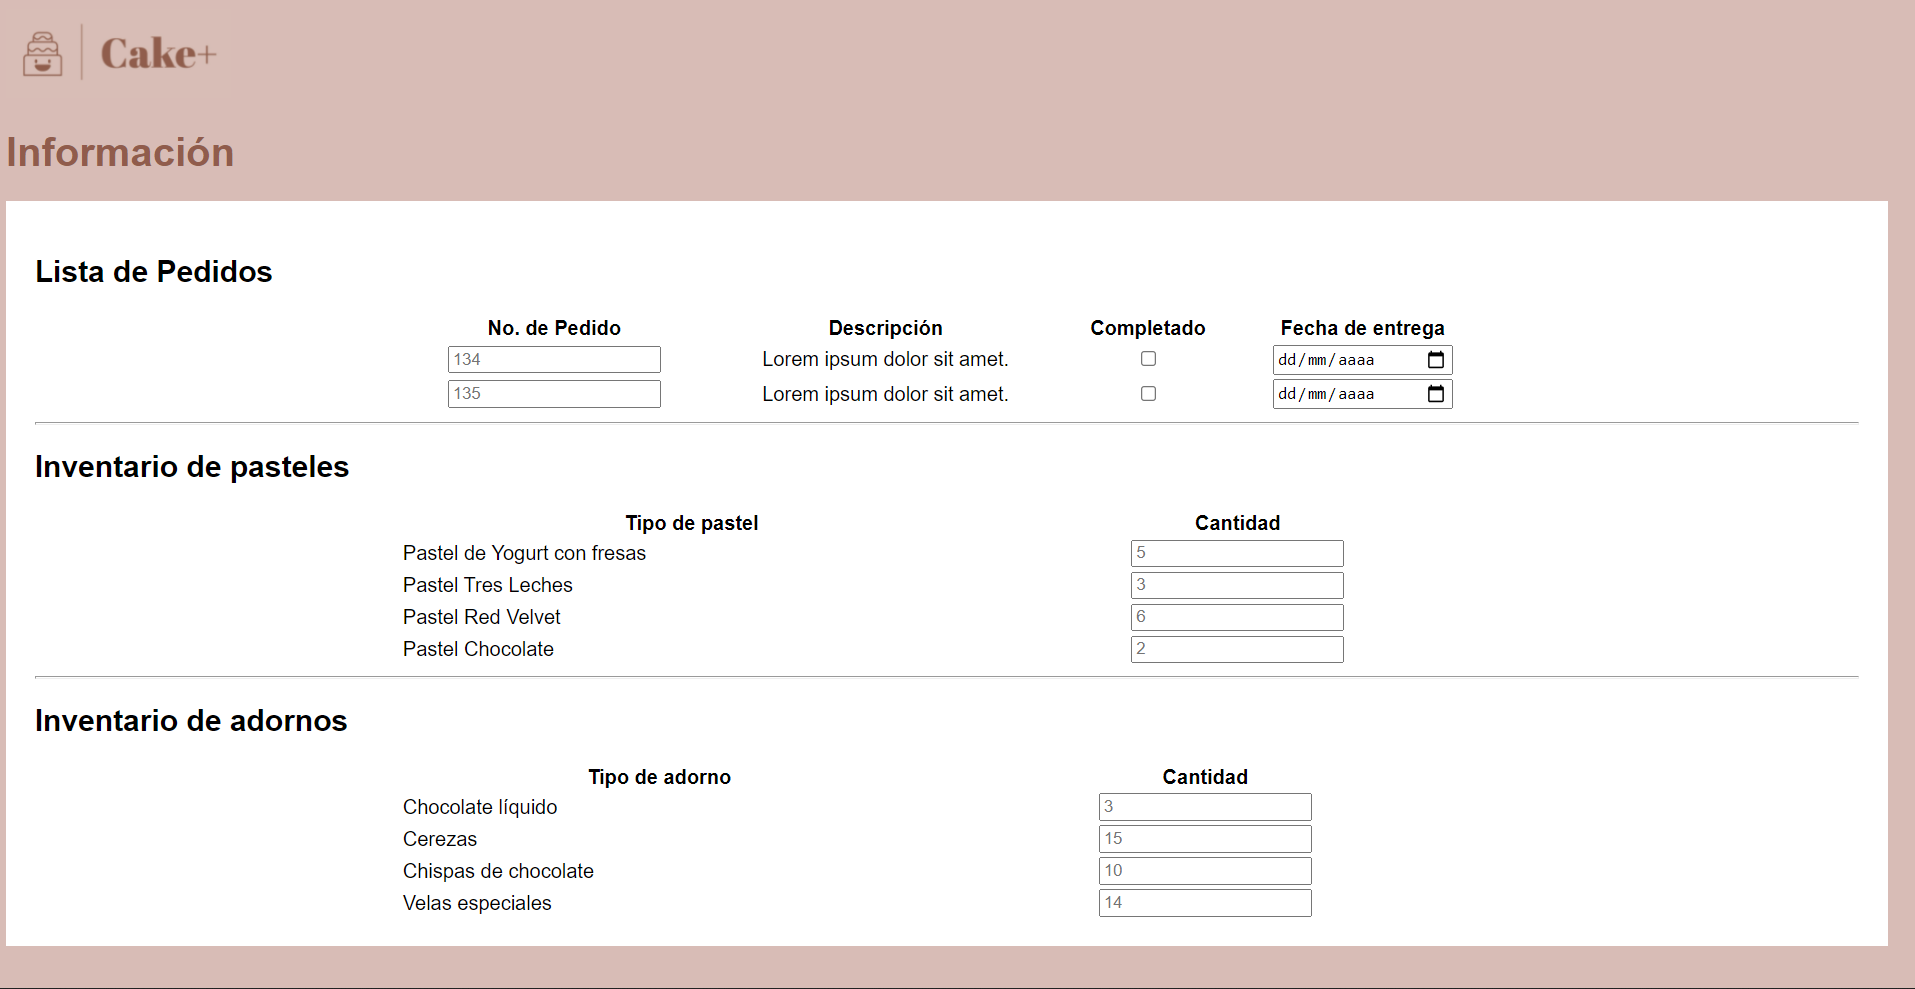 Cake+
Información
Lista de Pedidos
No. de Pedido Descripción Completado Fecha de entrega
134 Lorem ipsum dolor sit amet. dd/mm/aaaa
135 Lorem ipsum dolor sit amet. dd/mm/aaaa
Inventario de pasteles
Tipo de pastel Cantidad
Pastel de Yogurt con fresas 5
Pastel Tres Leches 3
Pastel Red Velvet 6
Pastel Chocolate 2
Inventario de adornos
Tipo de adorno Cantidad
Chocolate líquido 3
Cerezas 15
Chispas de chocolate 10
Velas especiales 14